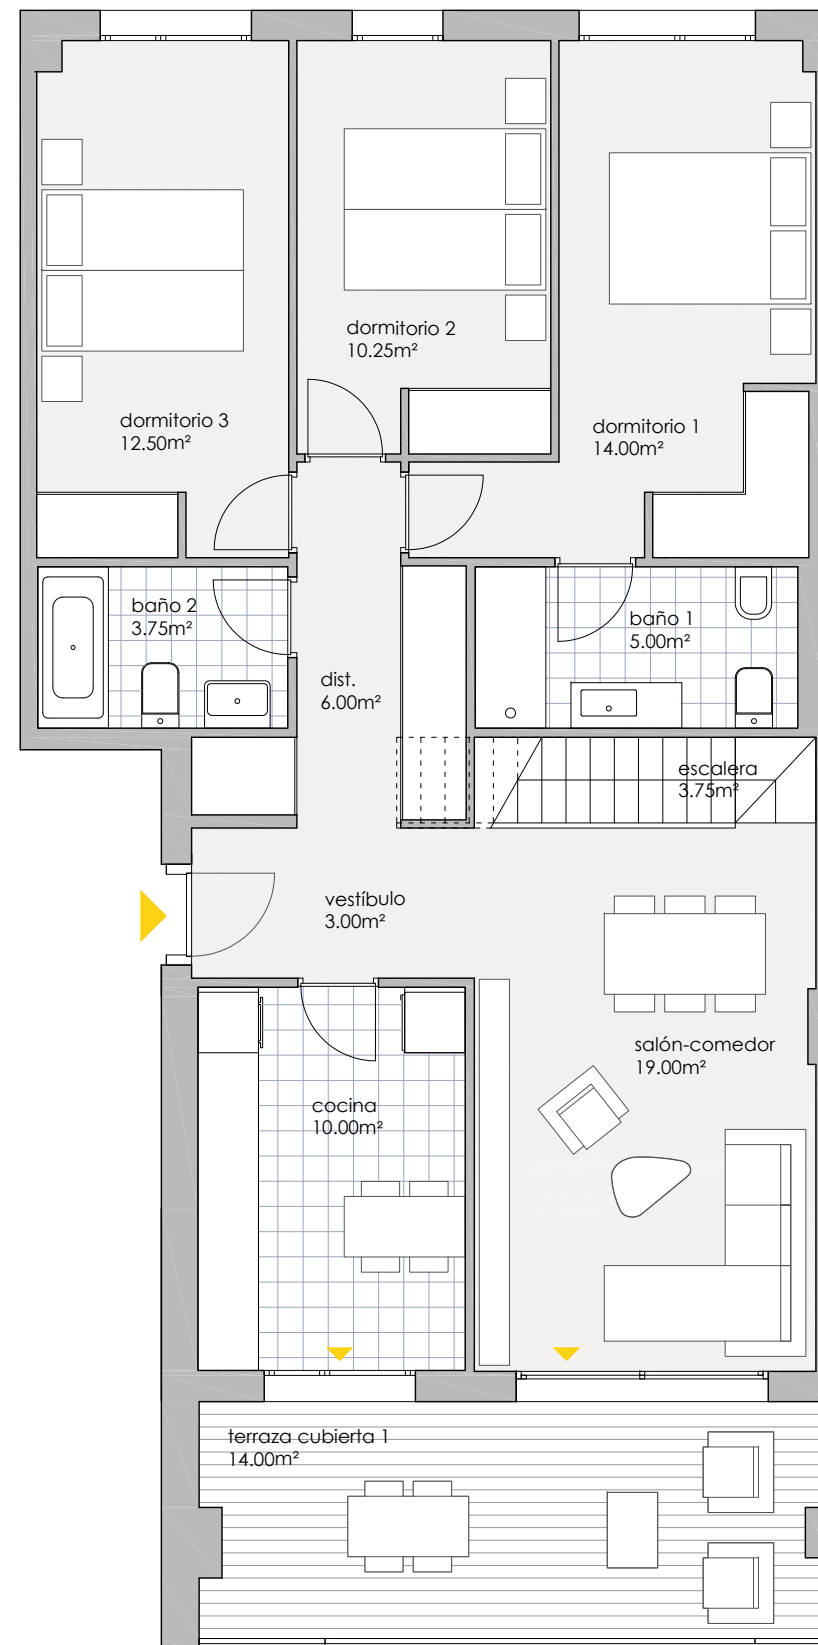 dormitorio 2
10.25m²
dormitorio 3
12.50m²
dormitorio 1
14.00m²
baño 2
3.75m²
baño 1
5.00m²
dist.
6.00m²
escalera
3.75m²
vestíbulo
3.00m²
salón-comedor
19.00m²
cocina
10.00m²
terraza cubierta 1
14.00m²